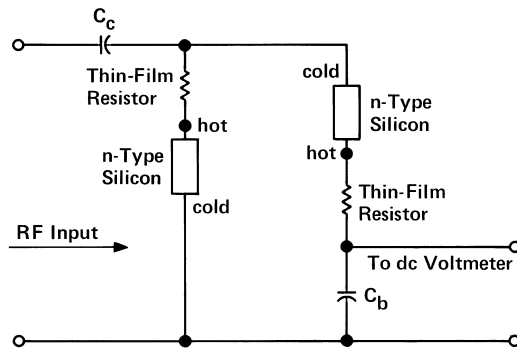 Cc
Thin-Film
Resistor
hot
n-Type
Silicon
cold
cold
n-Type
Silicon
hot
Thin-Film
Resistor
RF Input
To dc Voltmeter
Cb